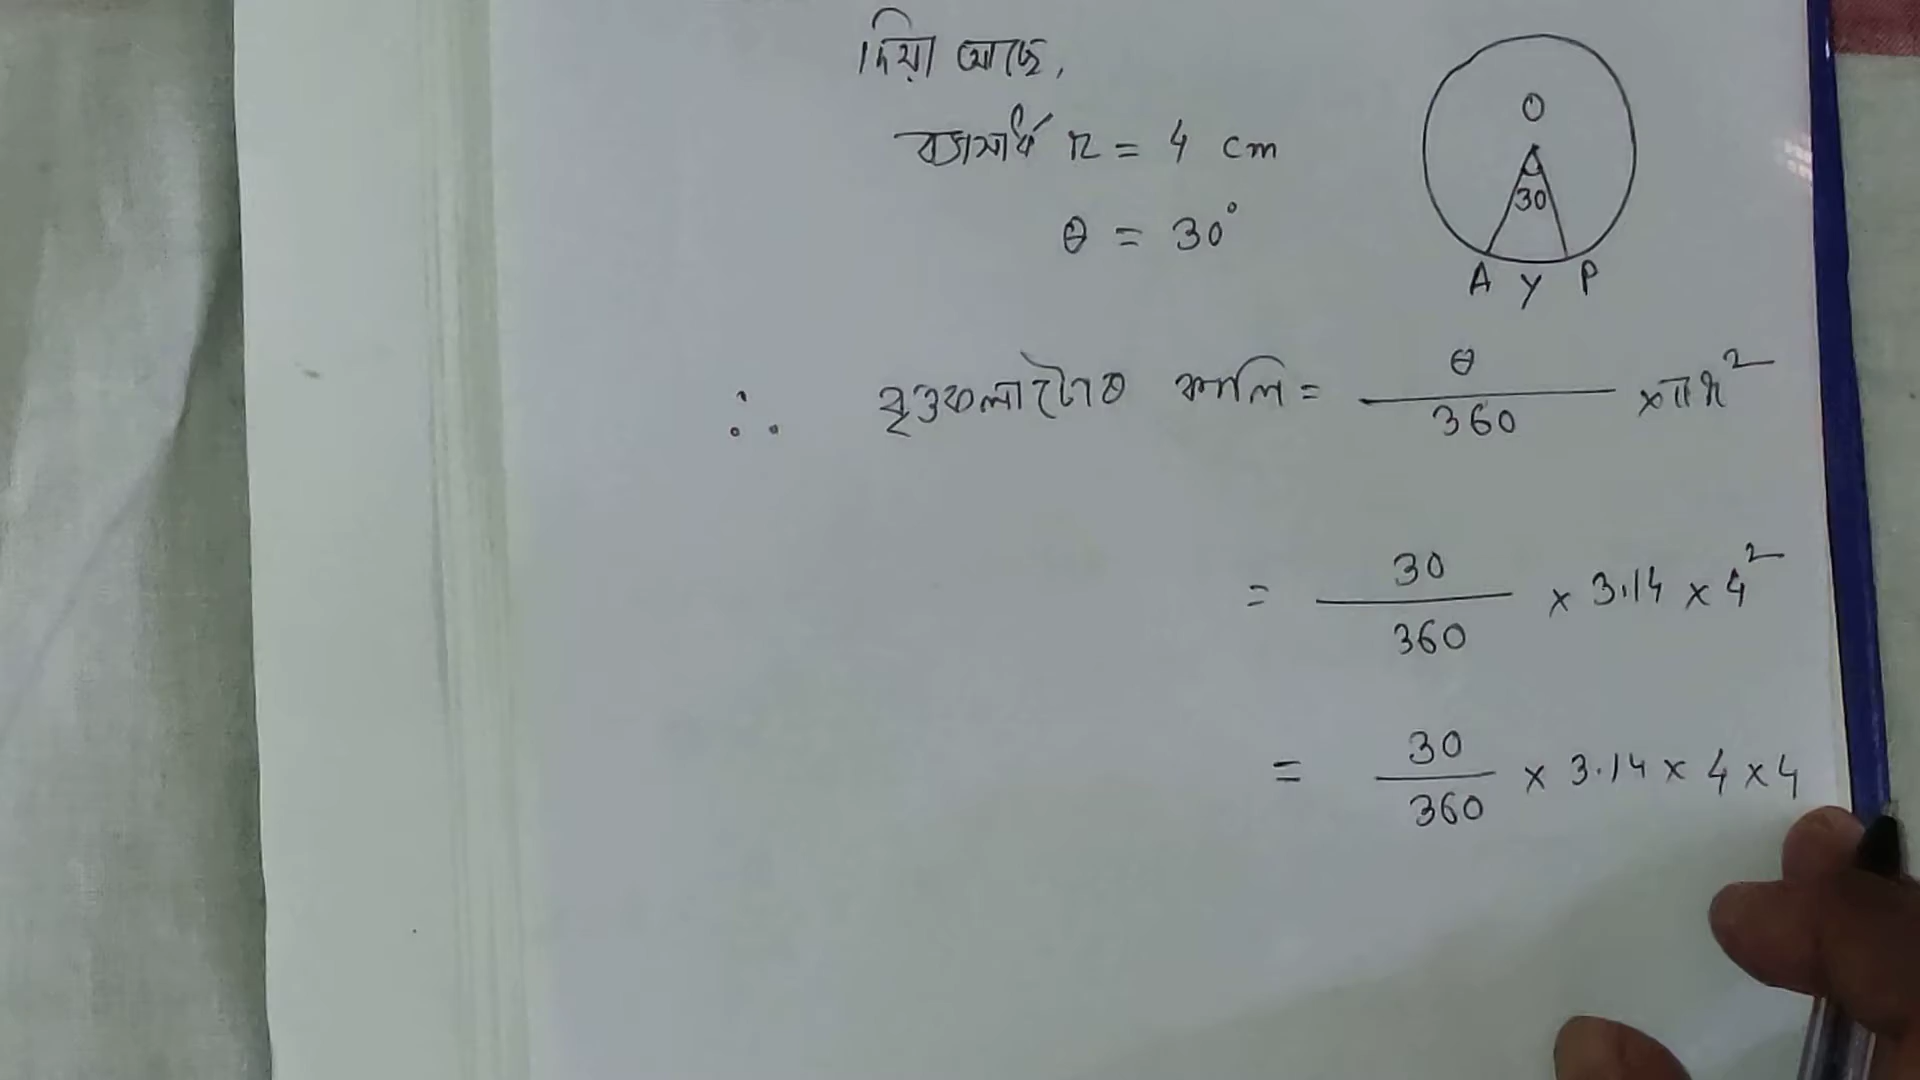 দিয়া আছে,
ব্যাসার্ধ r = 4 cm
θ = 30°
O
30
A Y P
∴ বৃত্তকলাটোৰ কালি = θ/360 × πr²
= 30/360 × 3.14 × 4²
= 30/360 × 3.14 × 4 × 4